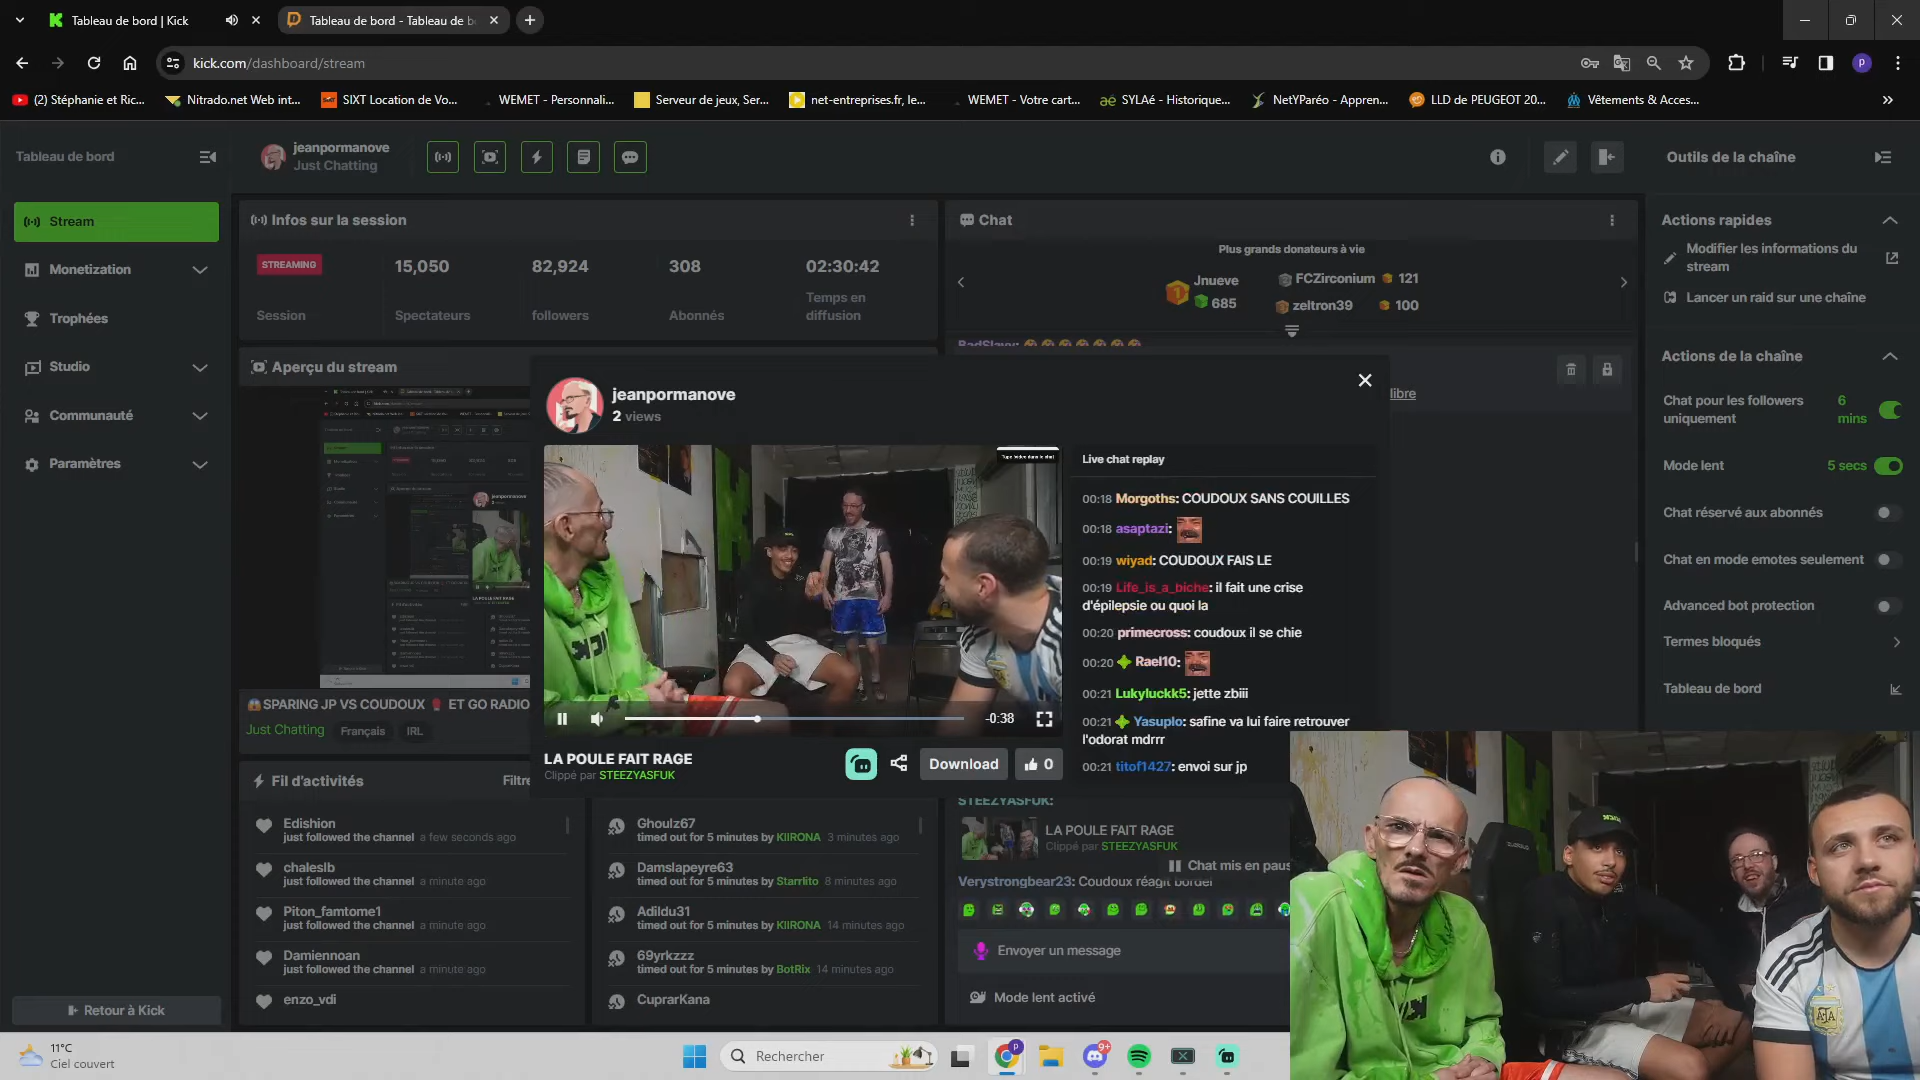 Tableau de bord | Kick
Tableau de bord - Tableau de b
kick.com/dashboard/stream
(2) Stéphanie et Ric...
Nitrado.net Web int...
SIXT Location de Vo...
WEMET - Personnali...
Serveur de jeux, Ser...
net-entreprises.fr, le...
WEMET - Votre cart...
SYLAé - Historique...
NetYParéo - Appren...
LLD de PEUGEOT 20...
Vêtements & Acces...
Tableau de bord
jeanpormanove
Just Chatting
Outils de la chaîne
Stream
Monetization
Trophées
Studio
Communauté
Paramètres
Retour à Kick
Infos sur la session
STREAMING
15,050
82,924
308
02:30:42
Session
Spectateurs
followers
Abonnés
Temps en
diffusion
Aperçu du stream
😱SPARING JP VS COUDOUX 🥊 ET GO RADIO
Just Chatting
Français
IRL
Fil d'activités
Filtre
Edishion
just followed the channel a few seconds ago
chaleslb
just followed the channel a minute ago
Piton_famtome1
just followed the channel a minute ago
Damiennoan
just followed the channel a minute ago
enzo_vdi
Ghoulz67
timed out for 5 minutes by KIIRONA 3 minutes ago
Damslapeyre63
timed out for 5 minutes by Starrlito 8 minutes ago
Adildu31
timed out for 5 minutes by KIIRONA 14 minutes ago
69yrkzzz
timed out for 5 minutes by BotRix 14 minutes ago
CuprarKana
Chat
Plus grands donateurs à vie
Jnueve
685
FCZirconium 121
zeltron39 100
BadSlayy:
libre
jeanpormanove
2 views
Type !video dans le chat
-0:38
LA POULE FAIT RAGE
Clippé par STEEZYASFUK
Download
0
Live chat replay
00:18 Morgoths: COUDOUX SANS COUILLES
00:18 asaptazi:
00:19 wiyad: COUDOUX FAIS LE
00:19 Life_is_a_biche: il fait une crise
d'épilepsie ou quoi la
00:20 primecross: coudoux il se chie
00:20 Rael10:
00:21 Lukyluckk5: jette zbiii
00:21 Yasuplo: safine va lui faire retrouver
l'odorat mdrrr
00:21 titof1427: envoi sur jp
STEEZYASFUK:
LA POULE FAIT RAGE
Clippé par STEEZYASFUK
Chat mis en paus
Verystrongbear23: Coudoux réagit bordel
Envoyer un message
Mode lent activé
Actions rapides
Modifier les informations du
stream
Lancer un raid sur une chaîne
Actions de la chaîne
Chat pour les followers
uniquement
6
mins
Mode lent
5 secs
Chat réservé aux abonnés
Chat en mode emotes seulement
Advanced bot protection
Termes bloqués
Tableau de bord
11°C
Ciel couvert
Rechercher
9+